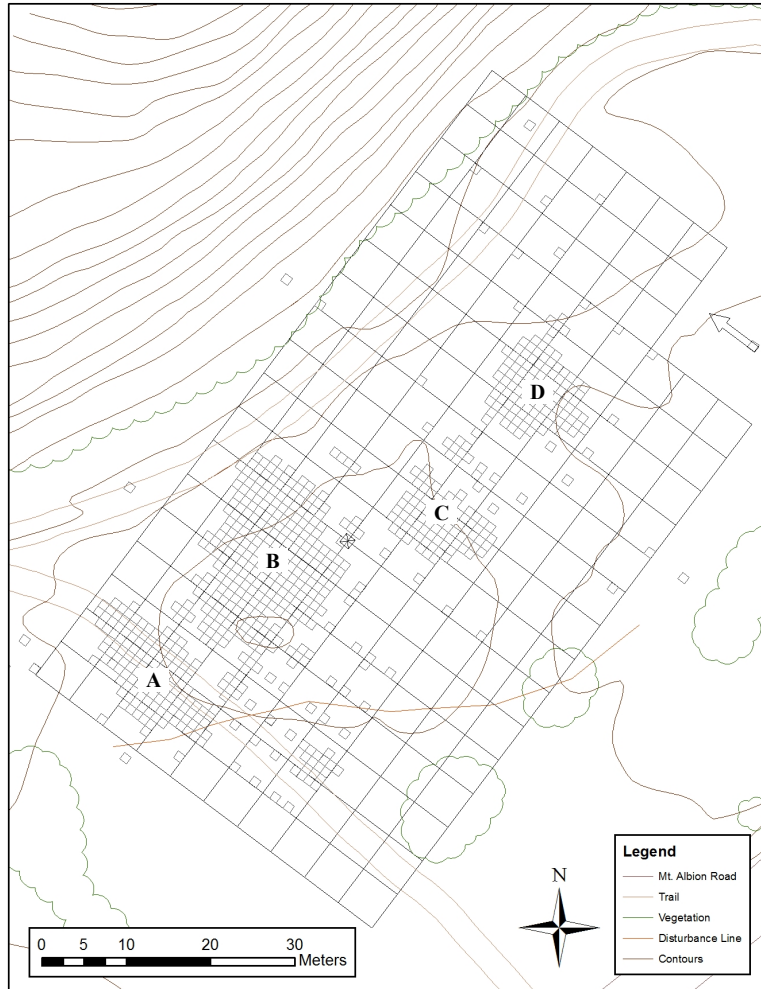 D
C
B
A
N
0 5 10 20 30
Meters
Legend
Mt. Albion Road
Trail
Vegetation
Disturbance Line
Contours